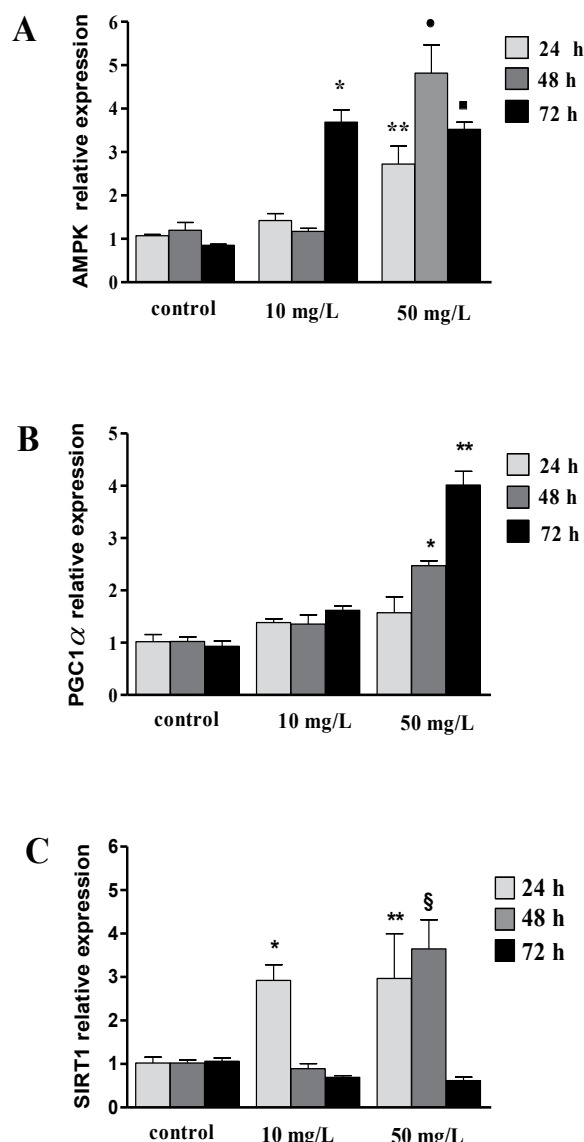 A
AMPK relative expression
6
5
4
3
2
1
0
*
**
•
■
24 h
48 h
72 h
control 10 mg/L 50 mg/L
B
PGC1α relative expression
5
4
3
2
1
0
*
**
24 h
48 h
72 h
control 10 mg/L 50 mg/L
C
SIRT1 relative expression
6
5
4
3
2
1
0
*
**
§
24 h
48 h
72 h
control 10 mg/L 50 mg/L